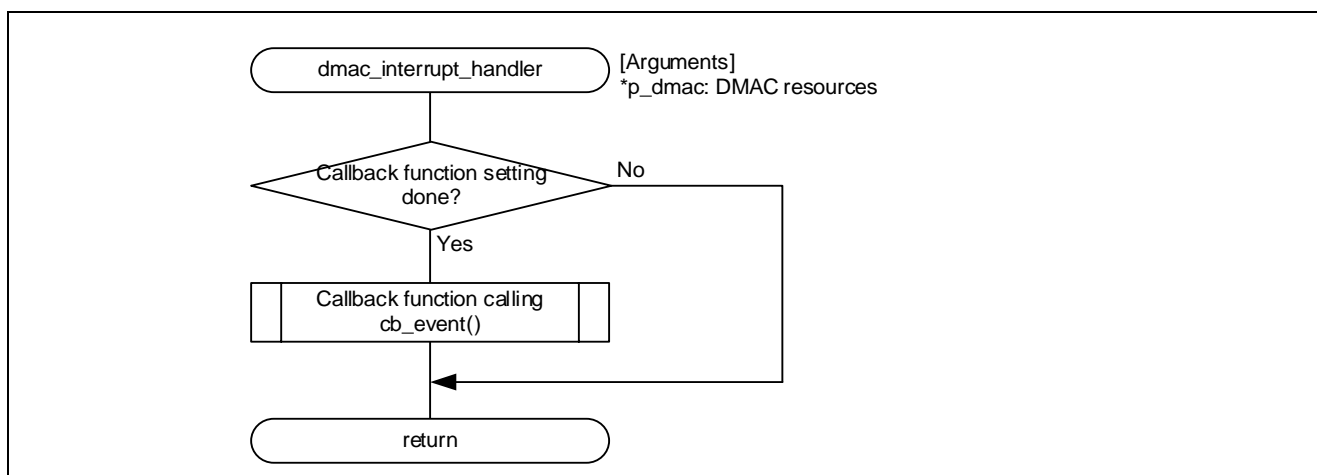 dmac_interrupt_handler
[Arguments]
*p_dmac: DMAC resources
Callback function setting
done?
No
Yes
Callback function calling
cb_event()
return